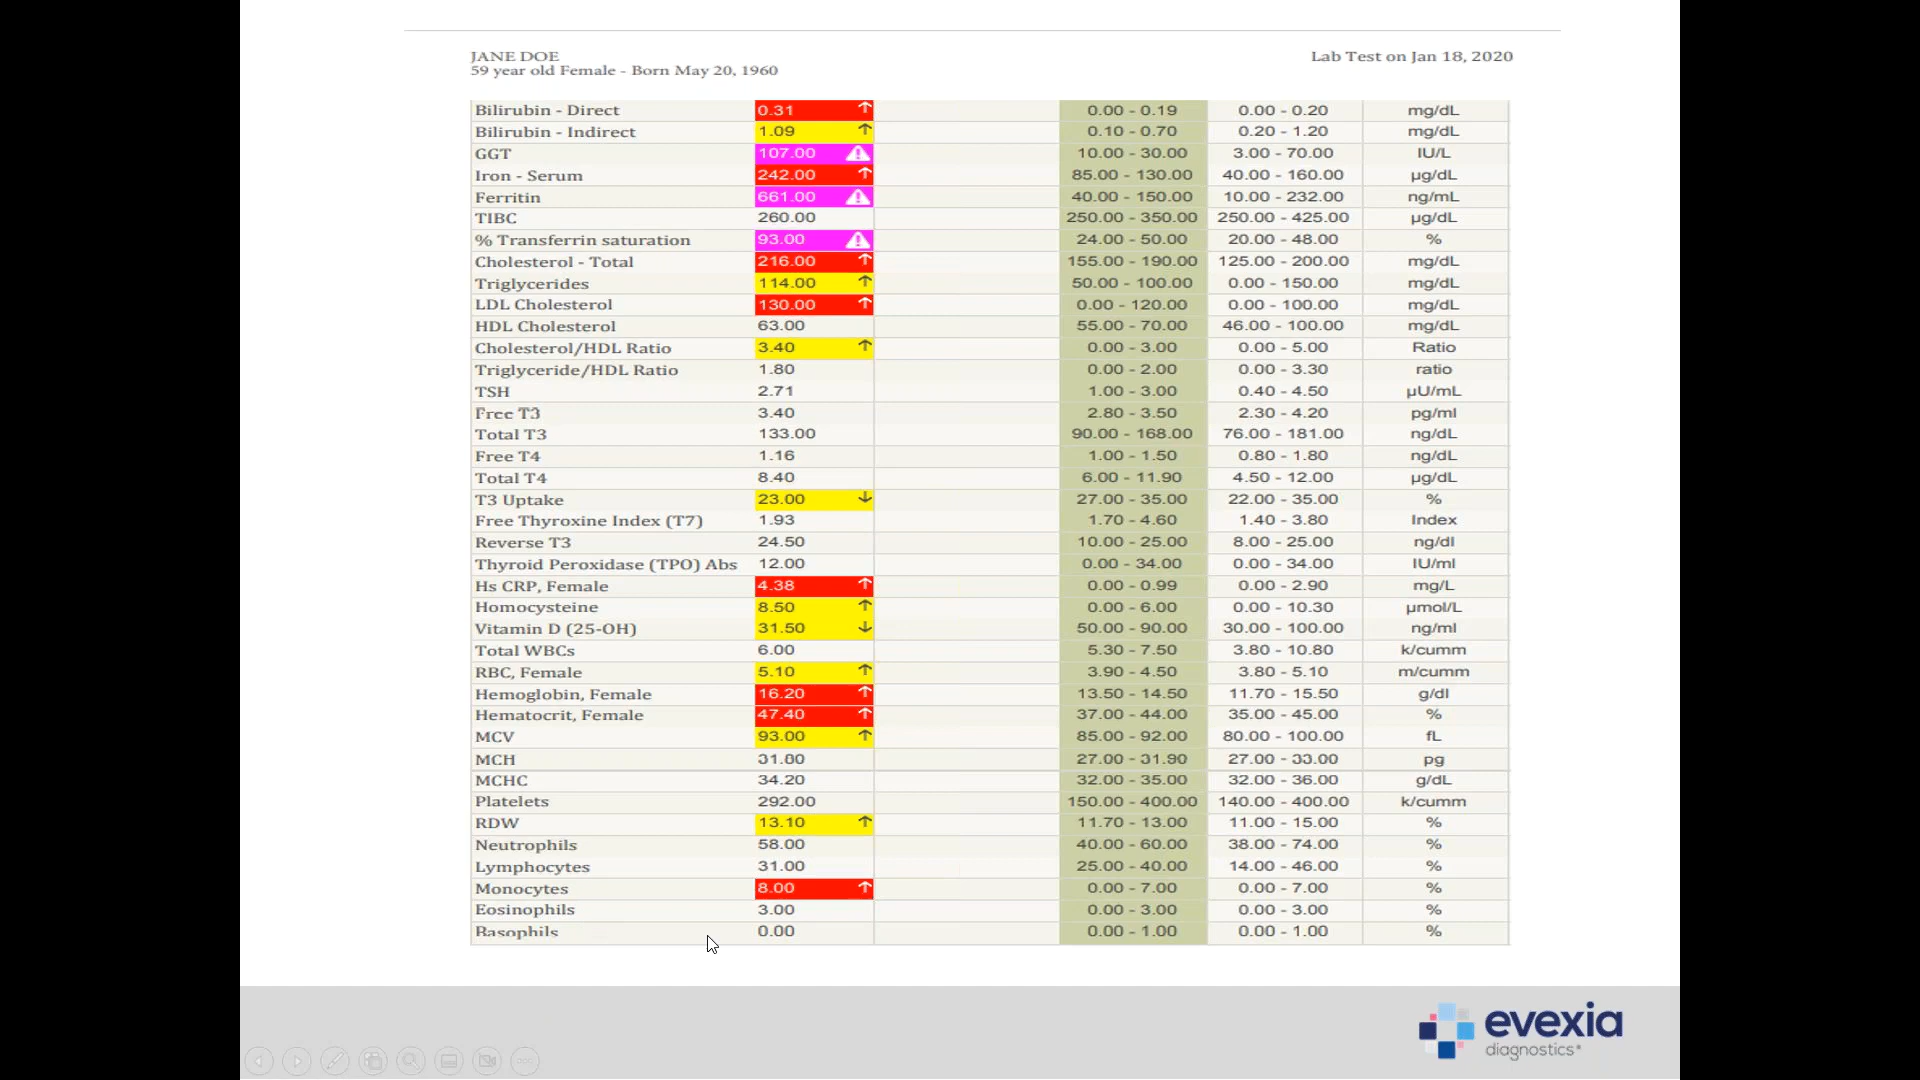 JANE DOE
59 year old Female - Born May 20, 1960
Lab Test on Jan 18, 2020
Bilirubin - Direct 0.31 ↑ 0.00 - 0.19 0.00 - 0.20 mg/dL
Bilirubin - Indirect 1.09 ↑ 0.10 - 0.70 0.20 - 1.20 mg/dL
GGT 107.00 10.00 - 30.00 3.00 - 70.00 IU/L
Iron - Serum 242.00 ↑ 85.00 - 130.00 40.00 - 160.00 µg/dL
Ferritin 661.00 40.00 - 150.00 10.00 - 232.00 ng/mL
TIBC 260.00 250.00 - 350.00 250.00 - 425.00 µg/dL
% Transferrin saturation 93.00 24.00 - 50.00 20.00 - 48.00 %
Cholesterol - Total 216.00 ↑ 155.00 - 190.00 125.00 - 200.00 mg/dL
Triglycerides 114.00 ↑ 50.00 - 100.00 0.00 - 150.00 mg/dL
LDL Cholesterol 130.00 ↑ 0.00 - 120.00 0.00 - 100.00 mg/dL
HDL Cholesterol 63.00 55.00 - 70.00 46.00 - 100.00 mg/dL
Cholesterol/HDL Ratio 3.40 ↑ 0.00 - 3.00 0.00 - 5.00 Ratio
Triglyceride/HDL Ratio 1.80 0.00 - 2.00 0.00 - 3.30 ratio
TSH 2.71 1.00 - 3.00 0.40 - 4.50 µU/mL
Free T3 3.40 2.80 - 3.50 2.30 - 4.20 pg/ml
Total T3 133.00 90.00 - 168.00 76.00 - 181.00 ng/dL
Free T4 1.16 1.00 - 1.50 0.80 - 1.80 ng/dL
Total T4 8.40 6.00 - 11.90 4.50 - 12.00 µg/dL
T3 Uptake 23.00 ↓ 27.00 - 35.00 22.00 - 35.00 %
Free Thyroxine Index (T7) 1.93 1.70 - 4.60 1.40 - 3.80 Index
Reverse T3 24.50 10.00 - 25.00 8.00 - 25.00 ng/dl
Thyroid Peroxidase (TPO) Abs 12.00 0.00 - 34.00 0.00 - 34.00 IU/ml
Hs CRP, Female 4.38 ↑ 0.00 - 0.99 0.00 - 2.90 mg/L
Homocysteine 8.50 ↑ 0.00 - 6.00 0.00 - 10.30 µmol/L
Vitamin D (25-OH) 31.50 ↓ 50.00 - 90.00 30.00 - 100.00 ng/ml
Total WBCs 6.00 5.30 - 7.50 3.80 - 10.80 k/cumm
RBC, Female 5.10 ↑ 3.90 - 4.50 3.80 - 5.10 m/cumm
Hemoglobin, Female 16.20 ↑ 13.50 - 14.50 11.70 - 15.50 g/dl
Hematocrit, Female 47.40 ↑ 37.00 - 44.00 35.00 - 45.00 %
MCV 93.00 ↑ 85.00 - 92.00 80.00 - 100.00 fL
MCH 31.80 27.00 - 31.90 27.00 - 33.00 pg
MCHC 34.20 32.00 - 35.00 32.00 - 36.00 g/dL
Platelets 292.00 150.00 - 400.00 140.00 - 400.00 k/cumm
RDW 13.10 ↑ 11.70 - 13.00 11.00 - 15.00 %
Neutrophils 58.00 40.00 - 60.00 38.00 - 74.00 %
Lymphocytes 31.00 25.00 - 40.00 14.00 - 46.00 %
Monocytes 8.00 ↑ 0.00 - 7.00 0.00 - 7.00 %
Eosinophils 3.00 0.00 - 3.00 0.00 - 3.00 %
Basophils 0.00 0.00 - 1.00 0.00 - 1.00 %
evexia
diagnostics